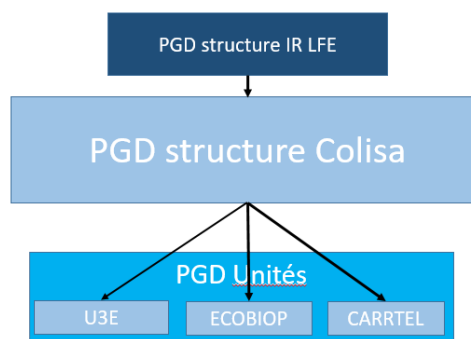 PGD structure IR LFE
PGD structure Colisa
PGD Unités
U3E
ECOBIOP
CARRTEL